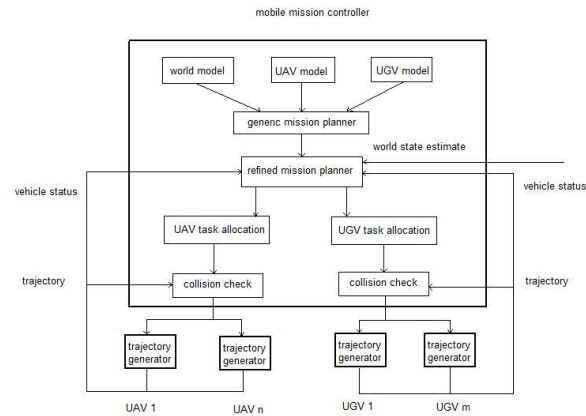 mobile mission controller
world model
UAV model
UGV model
generic mission planner
world state estimate
refined mission planner
vehicle status
vehicle status
UAV task allocation
UGV task allocation
trajectory
collision check
collision check
trajectory
trajectory
generator
trajectory
generator
trajectory
generator
trajectory
generator
UAV 1
UAV n
UGV 1
UGV m